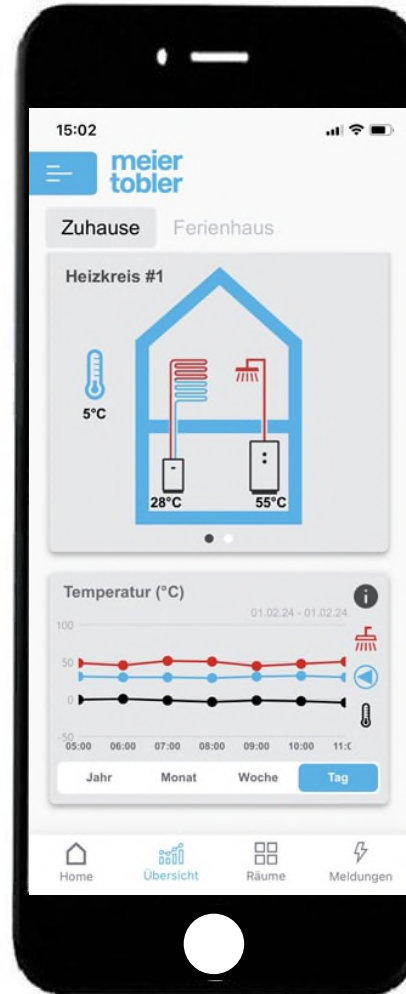 15:02
meier
tobler
Zuhause Ferienhaus
Heizkreis #1
5°C
28°C 55°C
Temperatur (°C)
01.02.24 - 01.02.24
100
50
0
-50
05:00 06:00 07:00 08:00 09:00 10:00 11:0
Jahr Monat Woche Tag
Home Übersicht Räume Meldungen